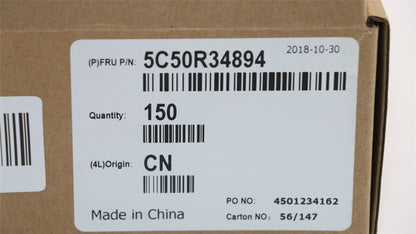 2018-10-30
(P)FRU P/N: 5C50R34894
Quantity: 150
(4L)Origin: CN
PO NO: 4501234162
Made in China Carton NO: 56/147